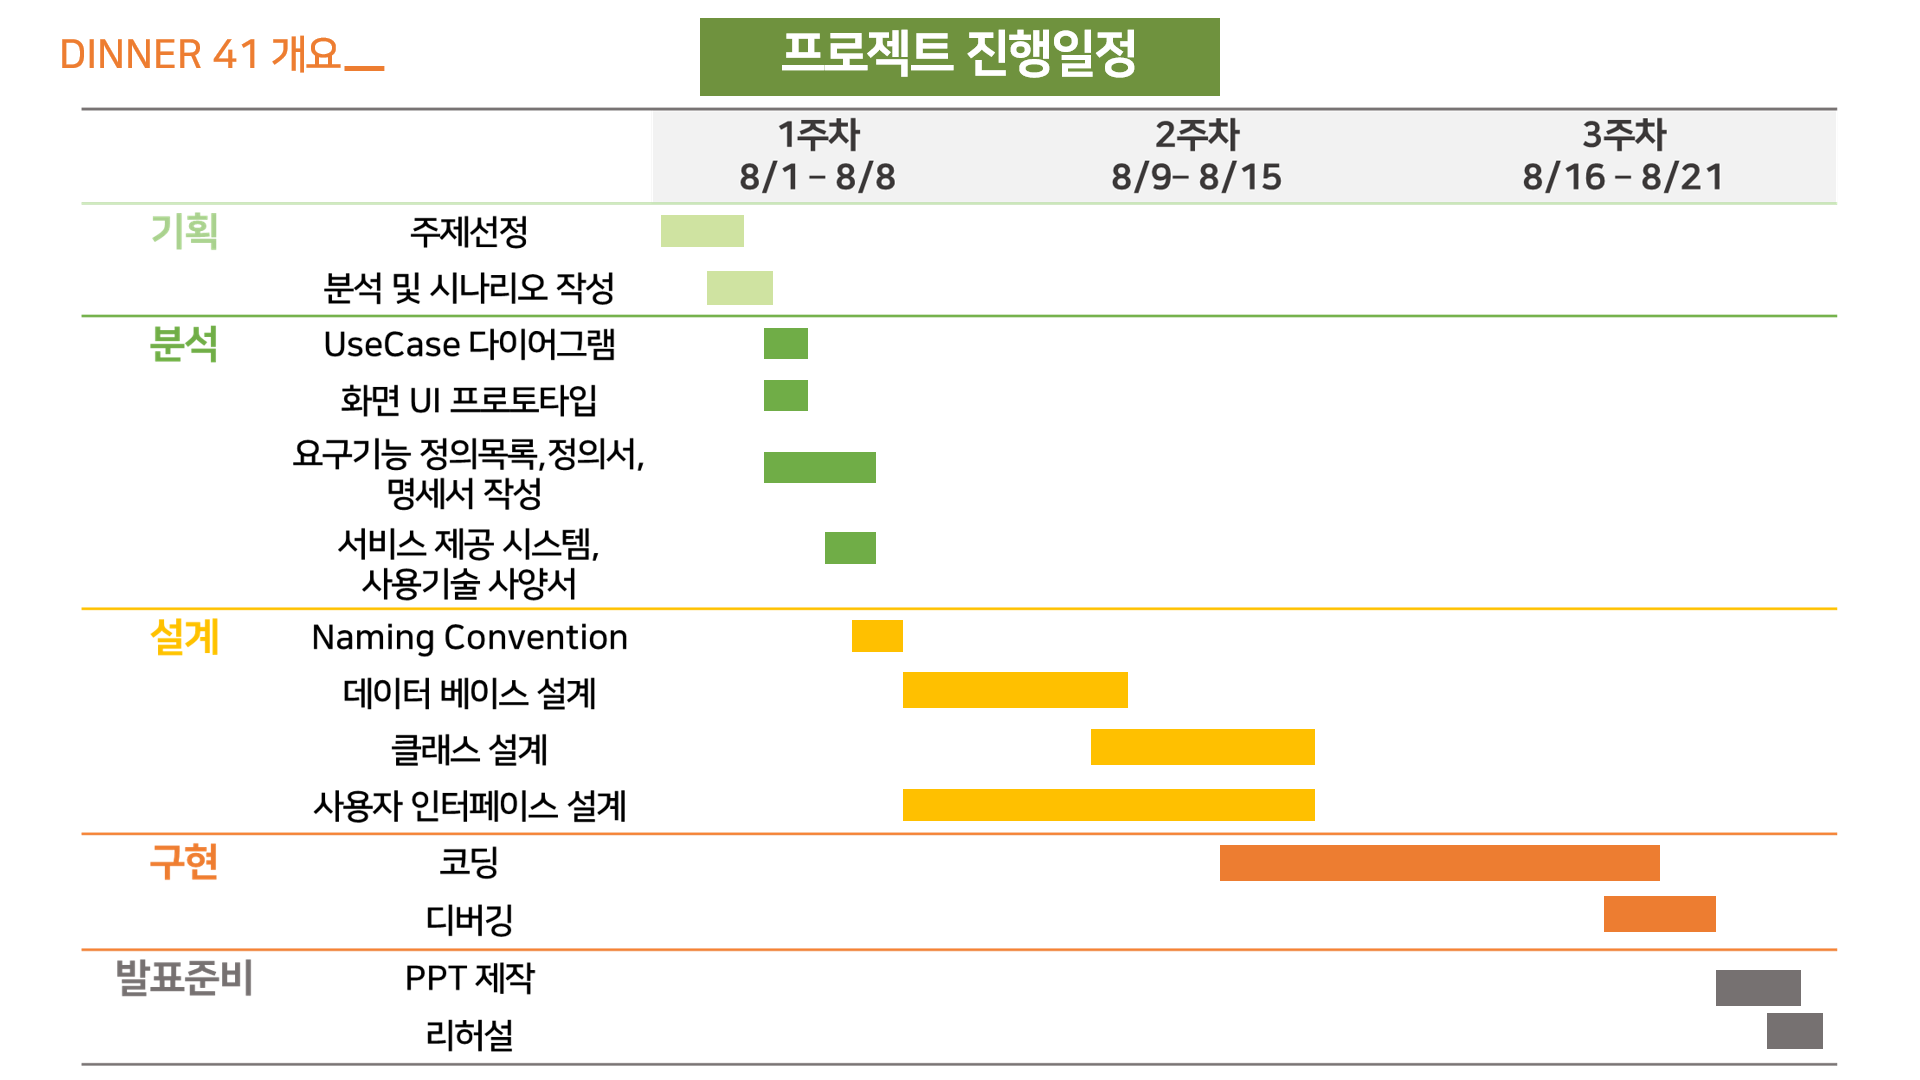 DINNER 41 개요__
프로젝트 진행일정
1주차
8/1 – 8/8
2주차
8/9– 8/15
3주차
8/16 – 8/21
기획
주제선정
분석 및 시나리오 작성
분석
UseCase 다이어그램
화면 UI 프로토타입
요구기능 정의목록,정의서,
명세서 작성
서비스 제공 시스템,
사용기술 사양서
설계
Naming Convention
데이터 베이스 설계
클래스 설계
사용자 인터페이스 설계
구현
코딩
디버깅
발표준비
PPT 제작
리허설